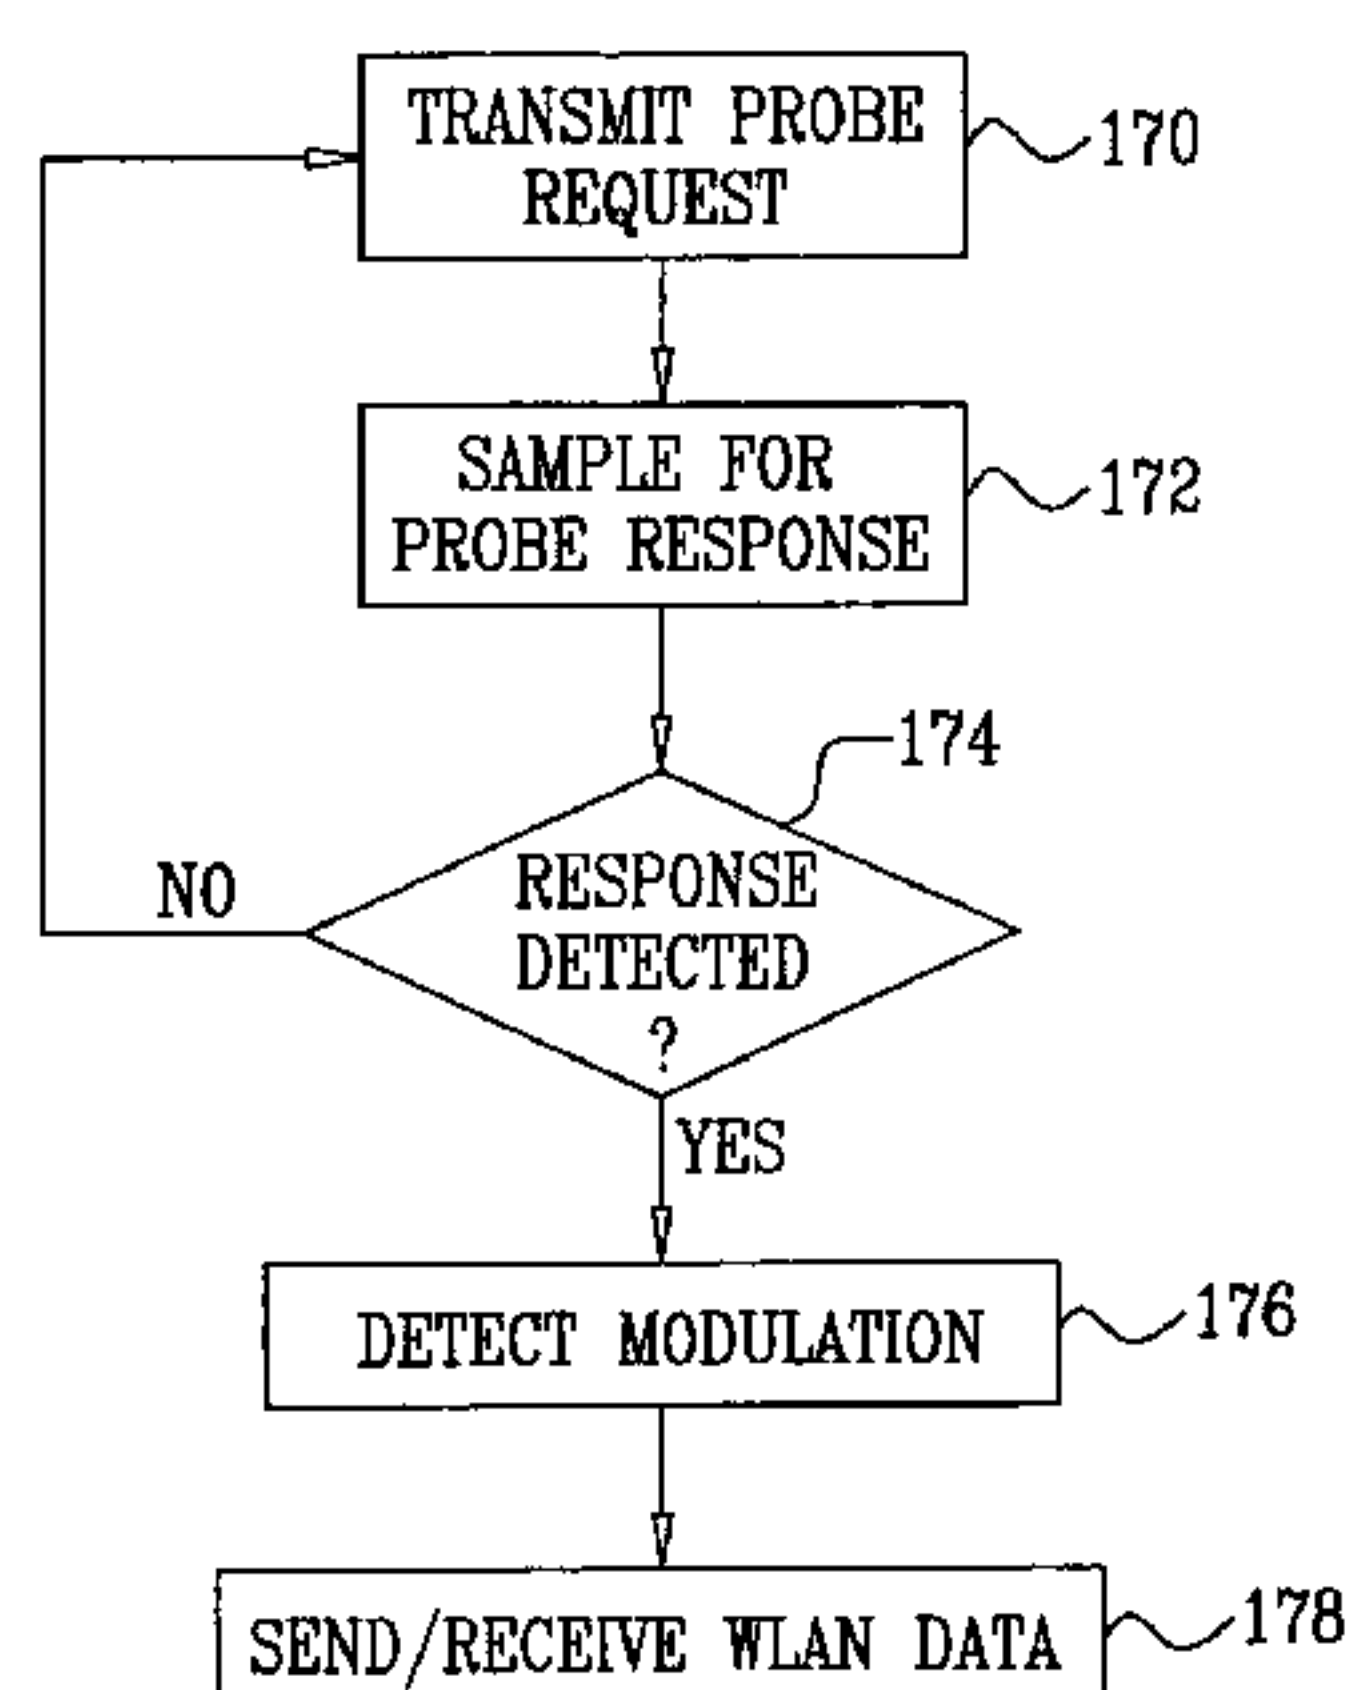 TRANSMIT PROBE
REQUEST
170
SAMPLE FOR
PROBE RESPONSE
172
174
RESPONSE
DETECTED
?
NO
YES
DETECT MODULATION
176
SEND/RECEIVE WLAN DATA
178